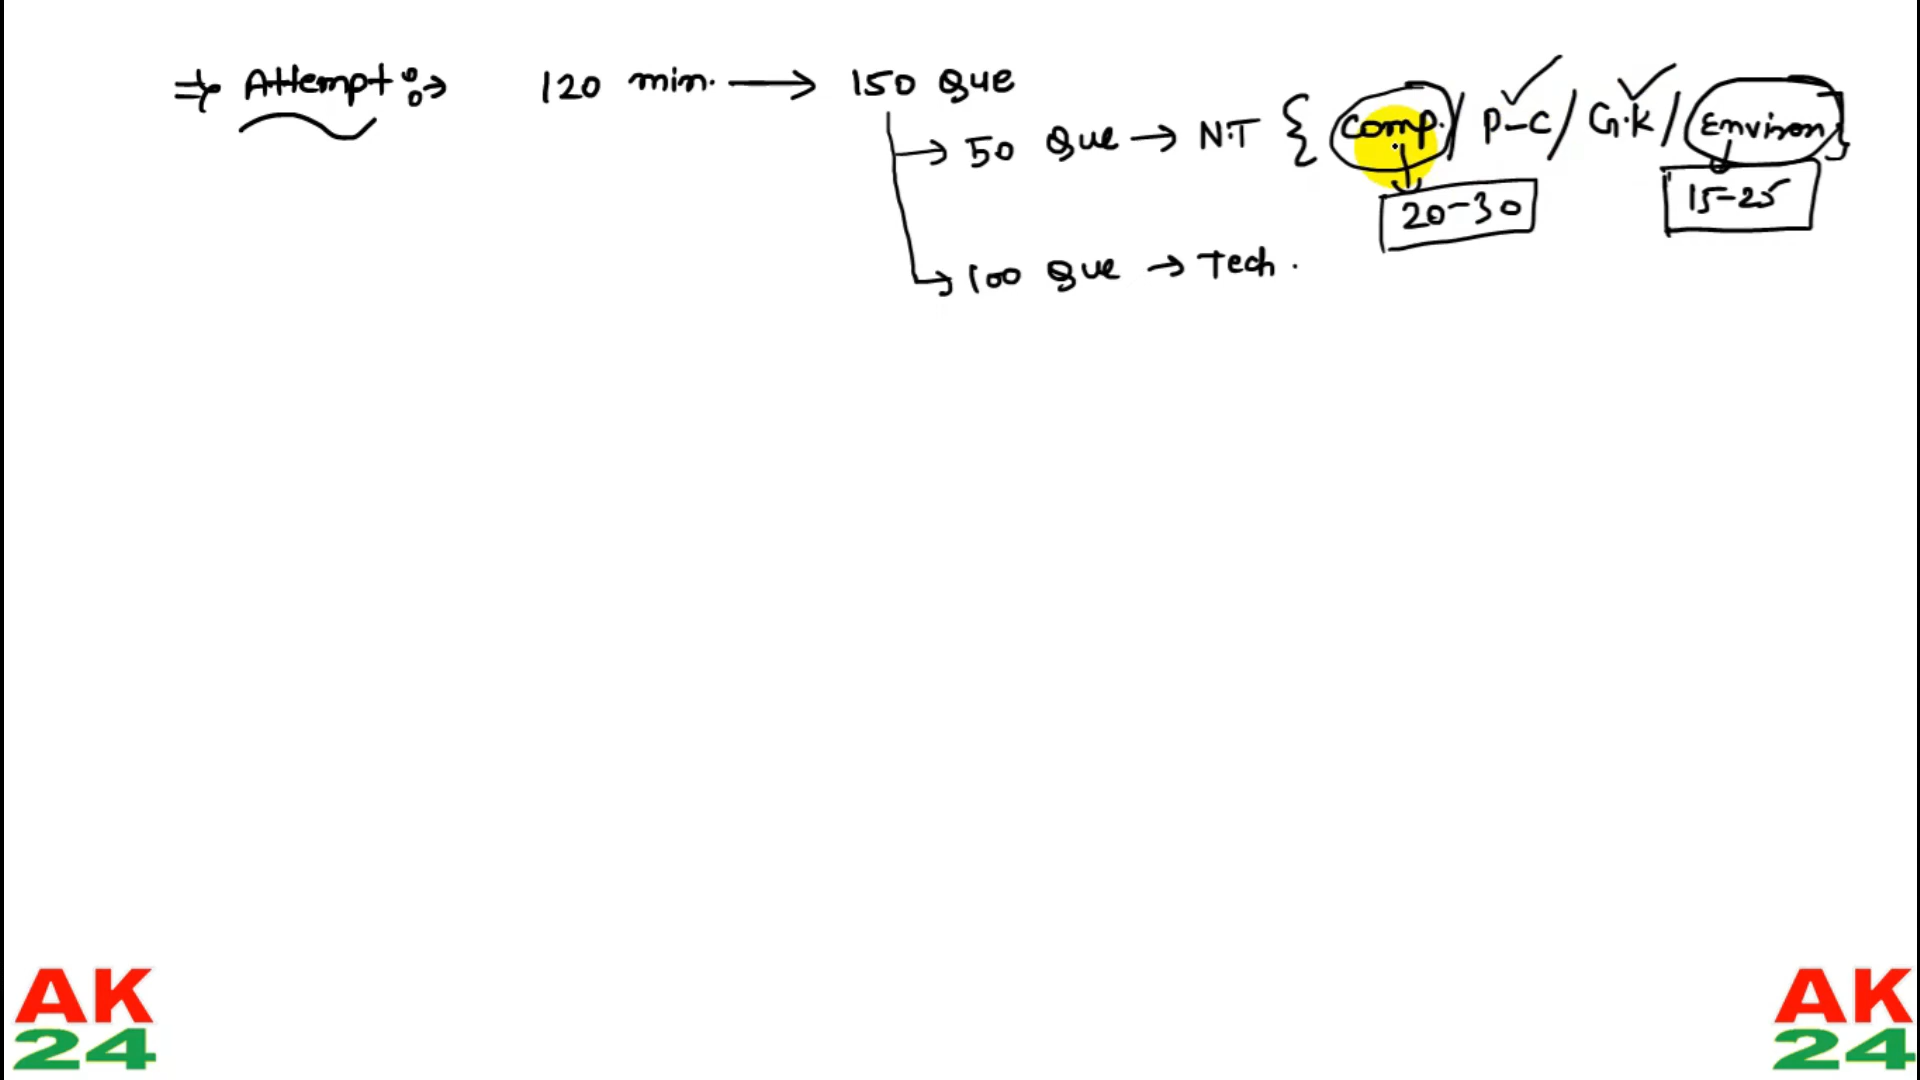 ⇒ Attempt :→ 120 min. → 150 Que
→ 50 Que → N.T { Comp. / P-C / G.K / Environ }
20-30 15-25
→ 100 Que → Tech.
AK 24 AK 24